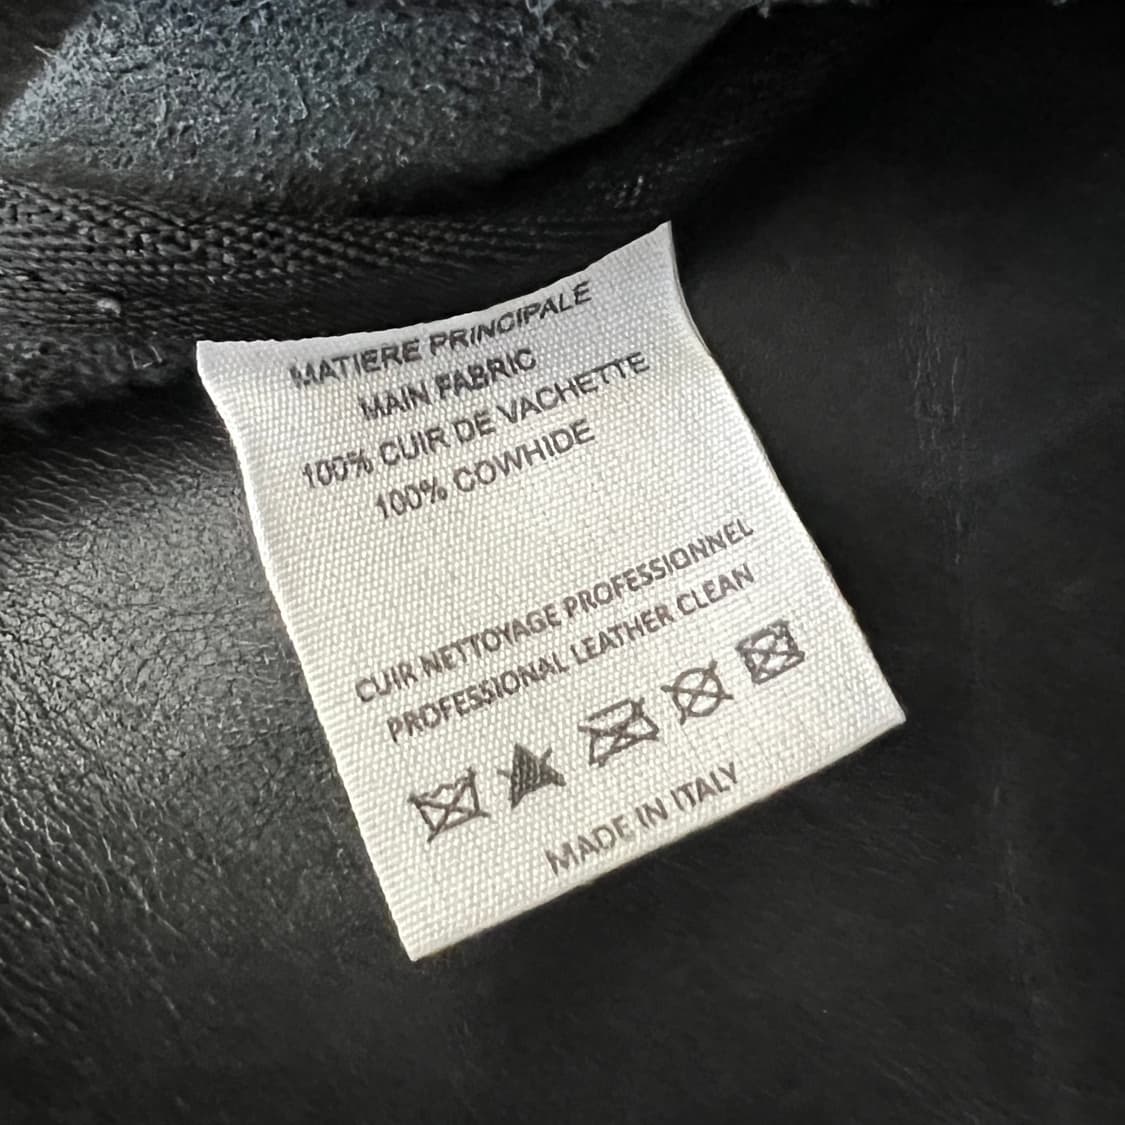 MATIERE PRINCIPALE
MAIN FABRIC
100% CUIR DE VACHETTE
100% COWHIDE
CUIR NETTOYAGE PROFESSIONNEL
PROFESSIONAL LEATHER CLEAN
MADE IN ITALY